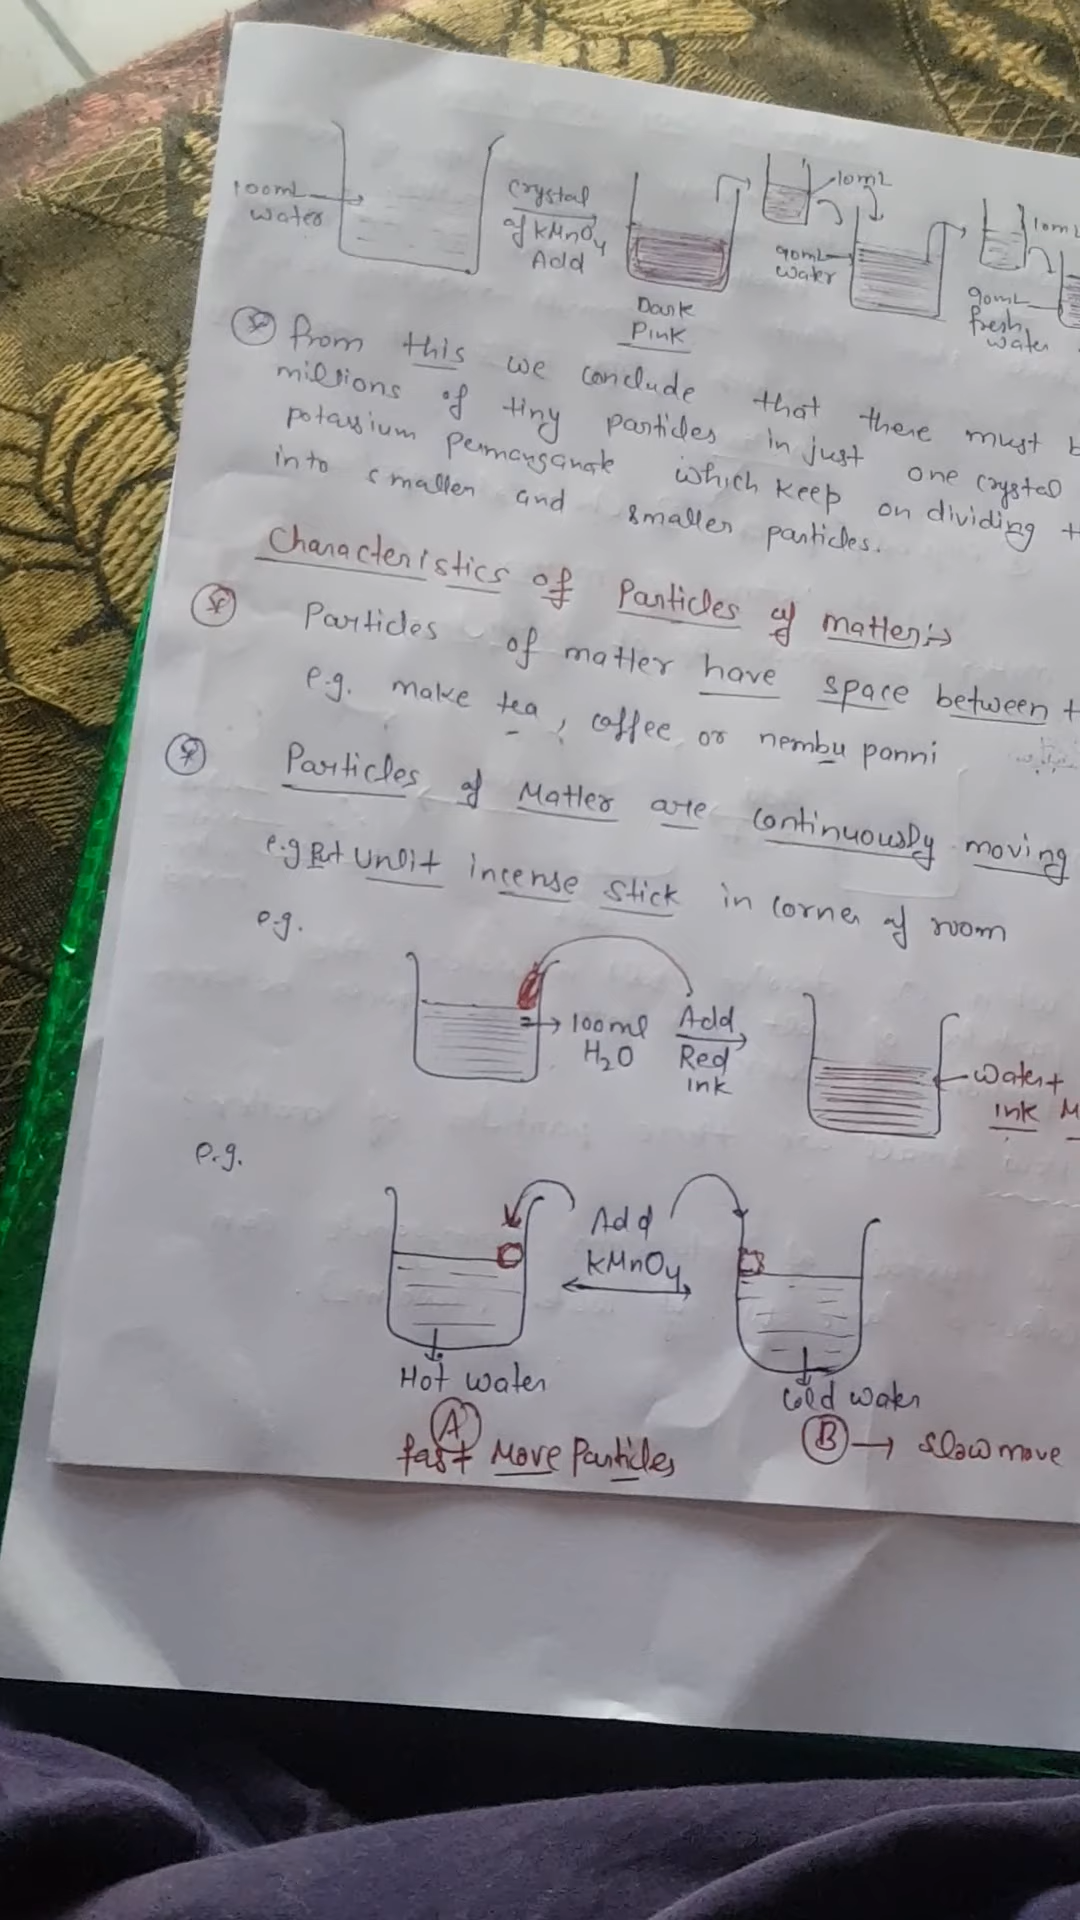 100mL water
Crystal of KMnO4 Add
Dark Pink
10mL
90mL water
10mL
90mL fresh water
from this we conclude that there must b
millions of tiny particles in just one crystal
potassium permanganate which keep on dividing t
into smaller and smaller particles.
Characteristics of Particles of matter:→
Particles of matter have space between t
e.g. make tea, coffee or nembu panni
Particles of Matter are continuously moving
e.g Put Unlit incense stick in corner of room
e.g.
100ml H2O
Add Red ink
Water+ ink M
e.g.
Add KMnO4
Hot water
Cold water
A
fast Move Particles
B → slow move